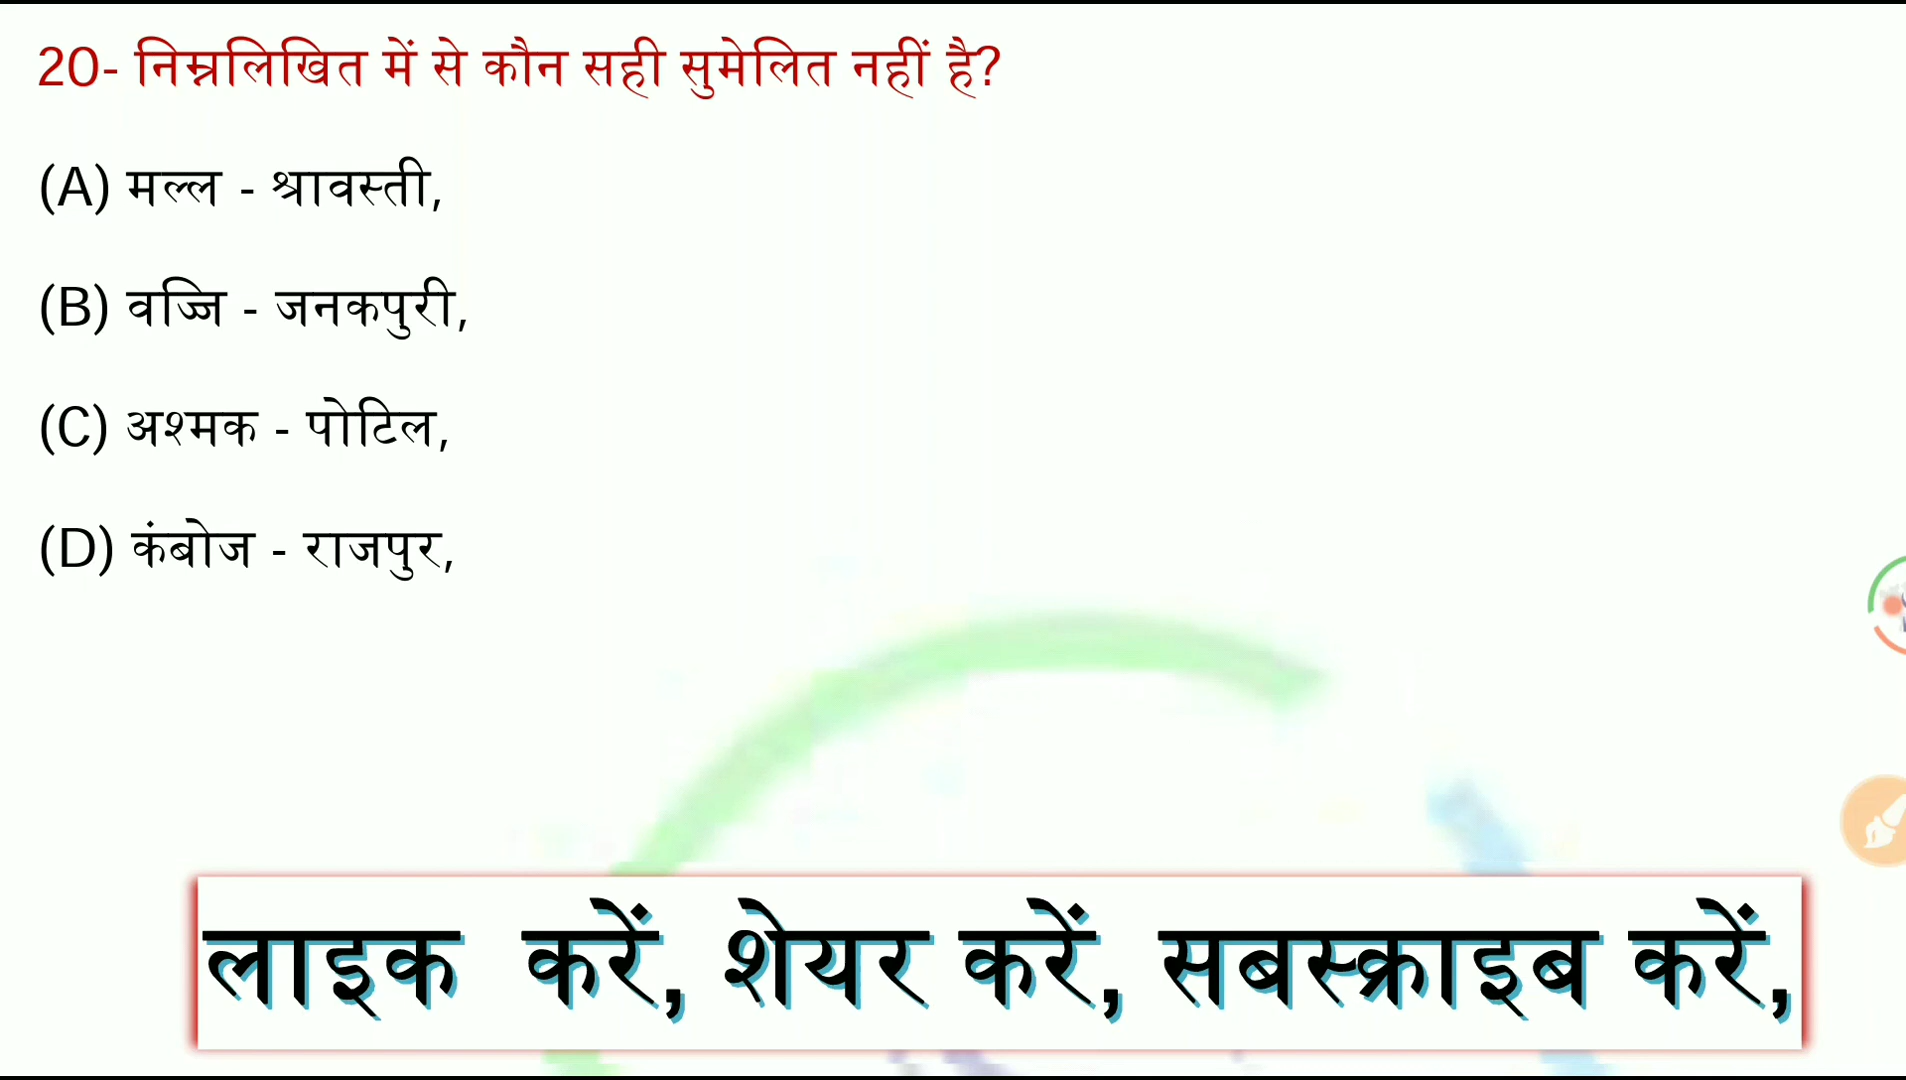 20- निम्नलिखित में से कौन सही सुमेलित नहीं है?
(A) मल्ल - श्रावस्ती,
(B) वज्जि - जनकपुरी,
(C) अश्मक - पोटिल,
(D) कंबोज - राजपुर,
लाइक करें, शेयर करें, सबस्क्राइब करें,